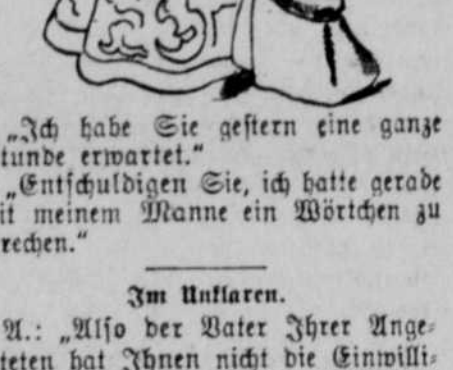 „Ich habe Sie gestern eine ganze
tunde erwartet.“
„Entschuldigen Sie, ich hatte gerade
it meinem Manne ein Wörtchen zu
rechen.“
Im Unklaren.
A.: „Also der Vater Ihrer Ange-
teten hat Ihnen nicht die Einwilli-